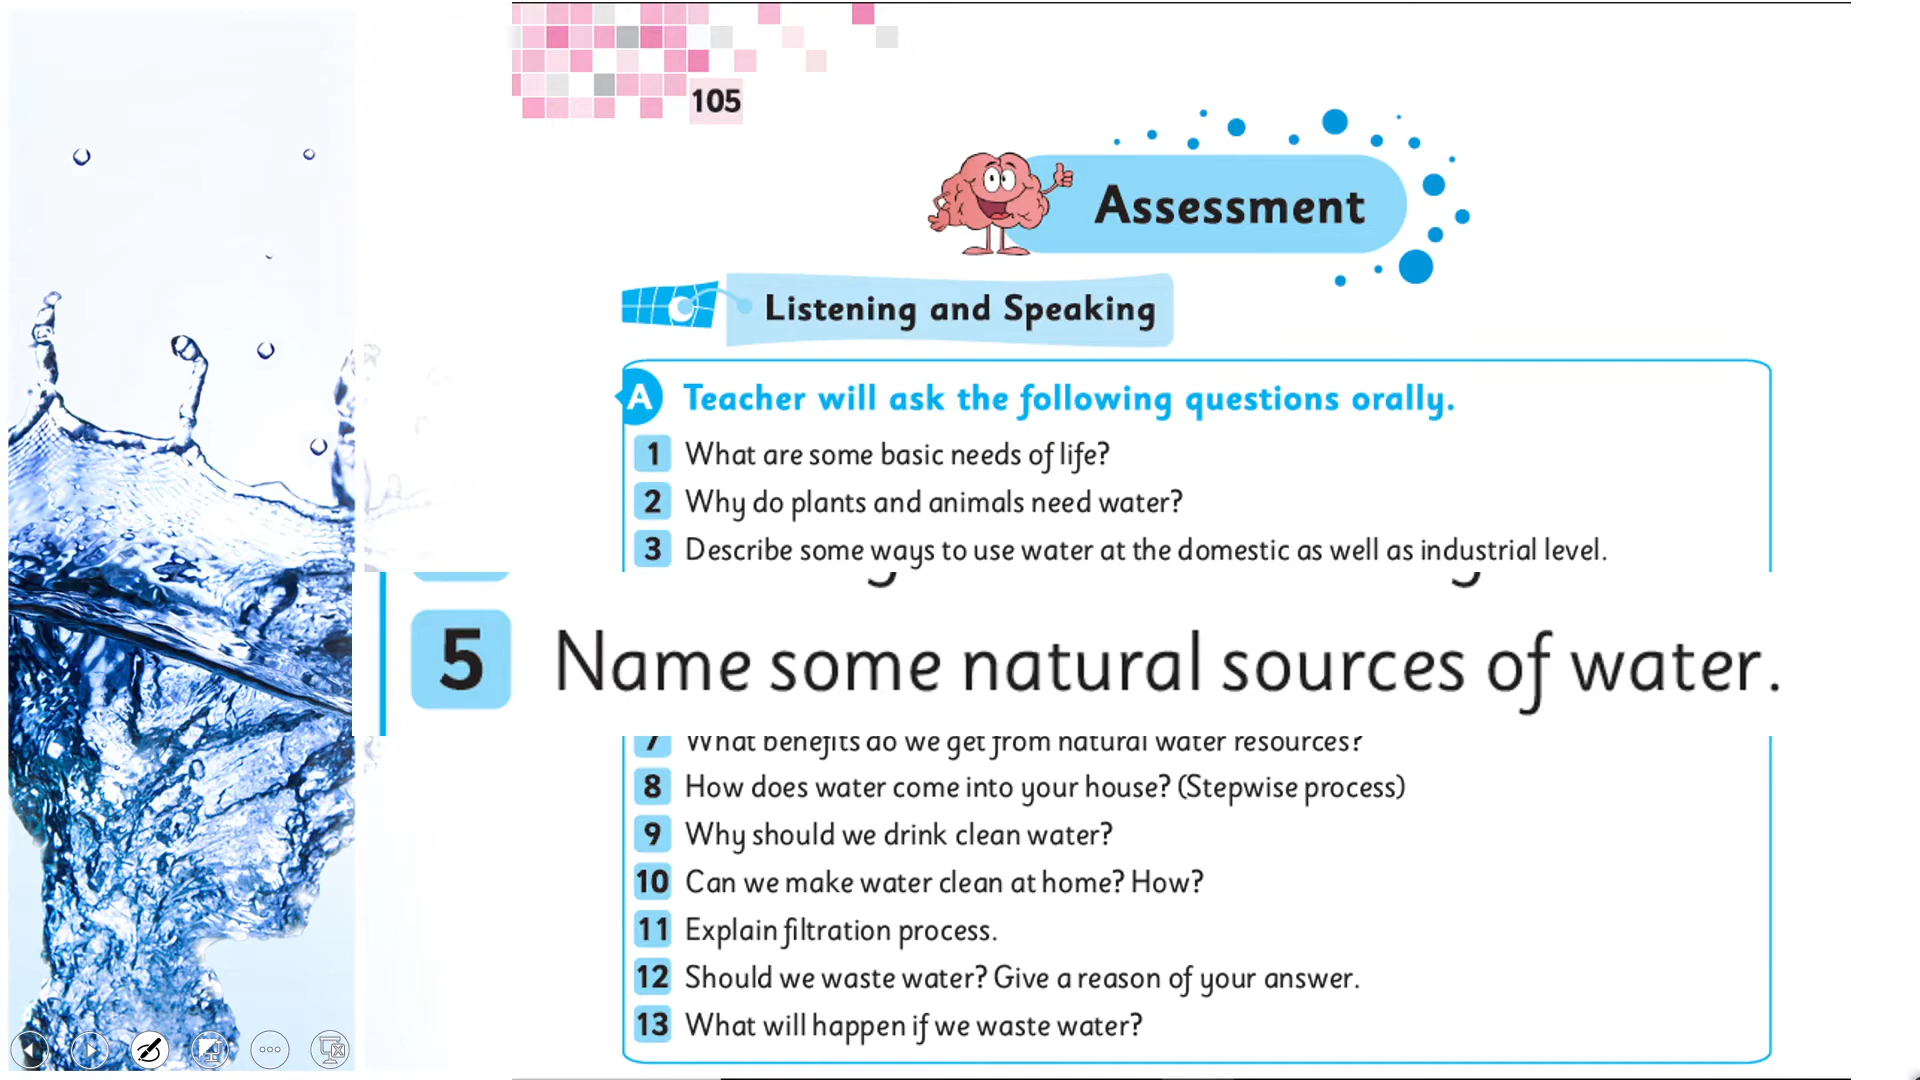 105
Assessment
Listening and Speaking
A Teacher will ask the following questions orally.
1 What are some basic needs of life?
2 Why do plants and animals need water?
3 Describe some ways to use water at the domestic as well as industrial level.
5 Name some natural sources of water.
7 What benefits do we get from natural water resources?
8 How does water come into your house? (Stepwise process)
9 Why should we drink clean water?
10 Can we make water clean at home? How?
11 Explain filtration process.
12 Should we waste water? Give a reason of your answer.
13 What will happen if we waste water?